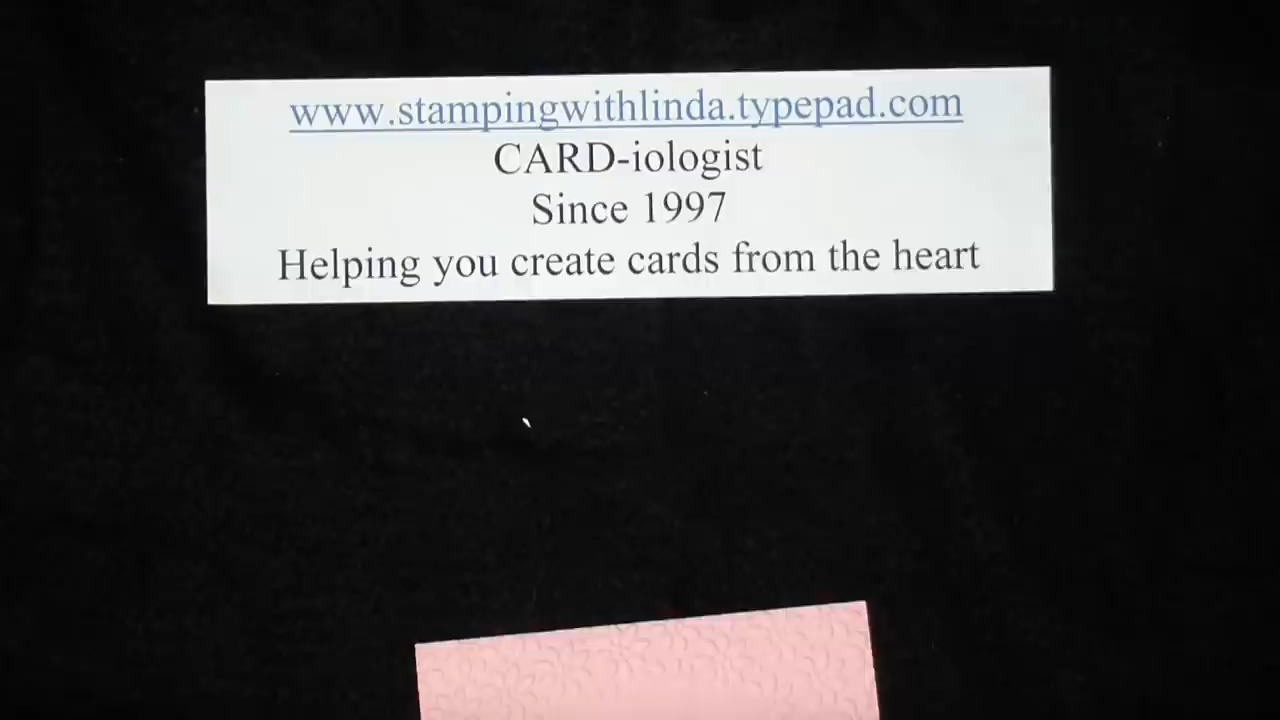 www.stampingwithlinda.typepad.com
CARD-iologist
Since 1997
Helping you create cards from the heart